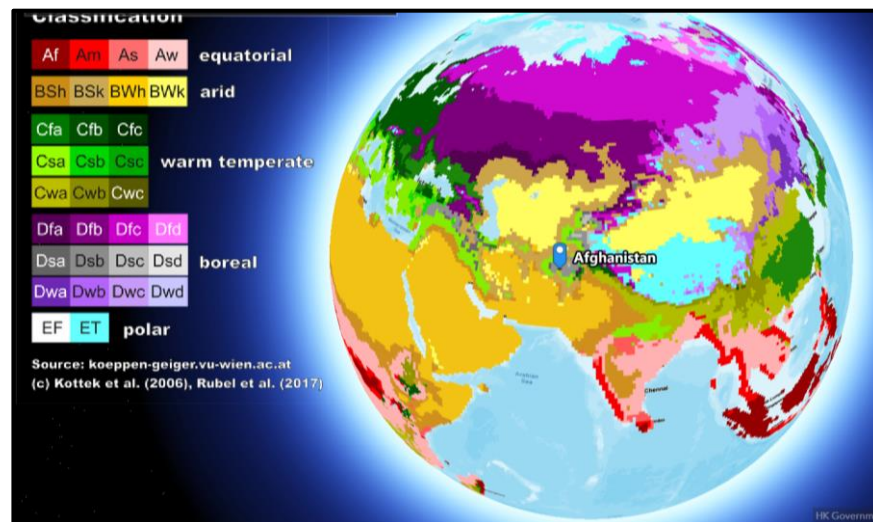 Classification
Af Am As Aw equatorial
BSh BSk BWh BWk arid
Cfa Cfb Cfc
Csa Csb Csc warm temperate
Cwa Cwb Cwc
Dfa Dfb Dfc Dfd
Dsa Dsb Dsc Dsd boreal
Dwa Dwb Dwc Dwd
EF ET polar
Source: koeppen-geiger.vu-wien.ac.at
(c) Kottek et al. (2006), Rubel et al. (2017)
Afghanistan
Arabian
Sea
Chennai
HK Governm